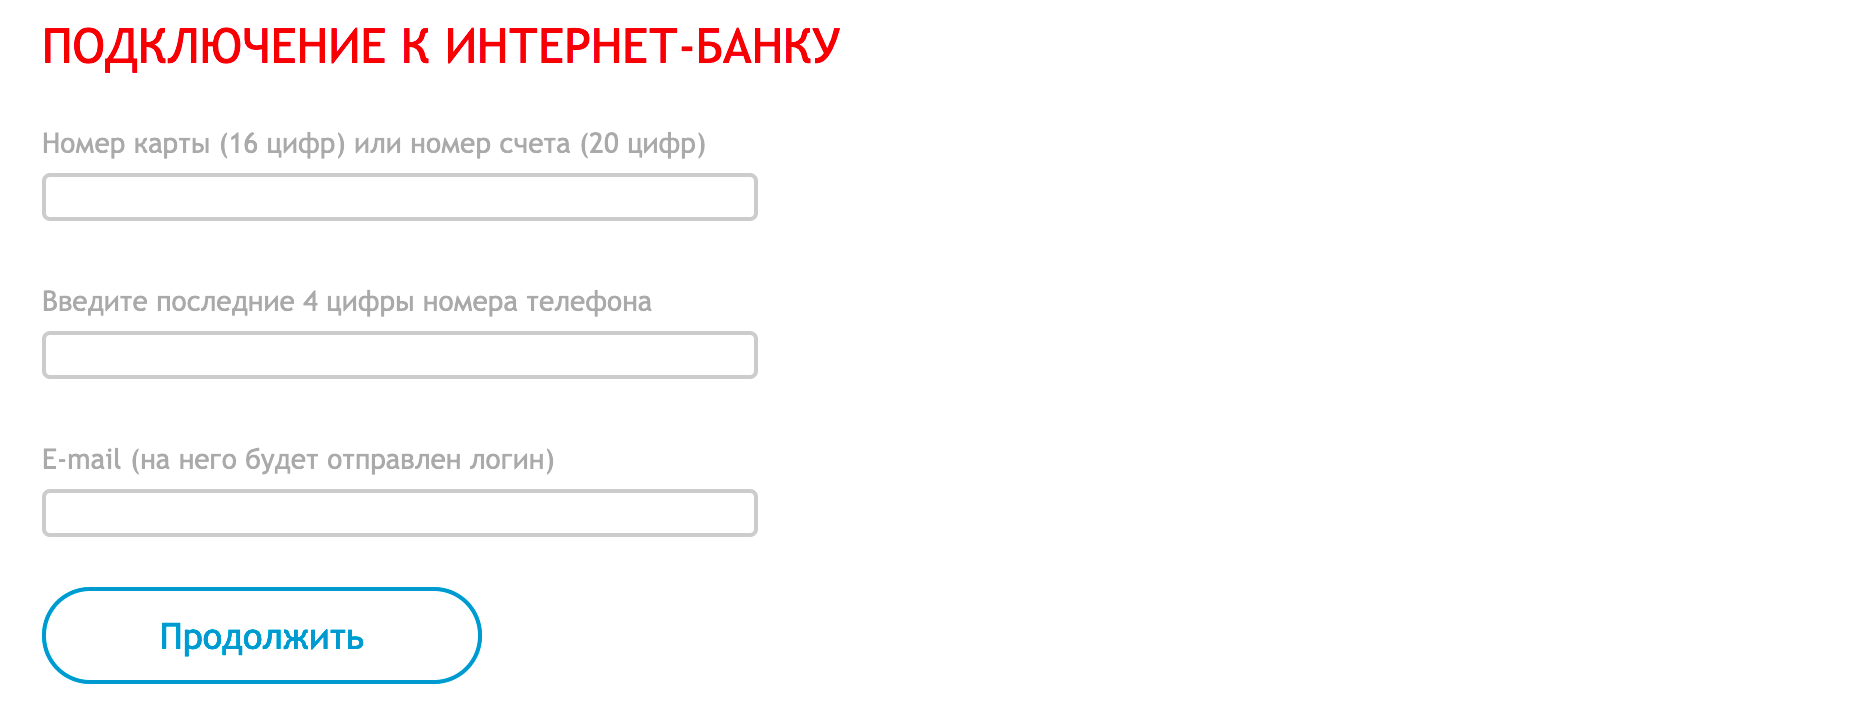 ПОДКЛЮЧЕНИЕ К ИНТЕРНЕТ-БАНКУ
Номер карты (16 цифр) или номер счета (20 цифр)
Введите последние 4 цифры номера телефона
E-mail (на него будет отправлен логин)
Продолжить